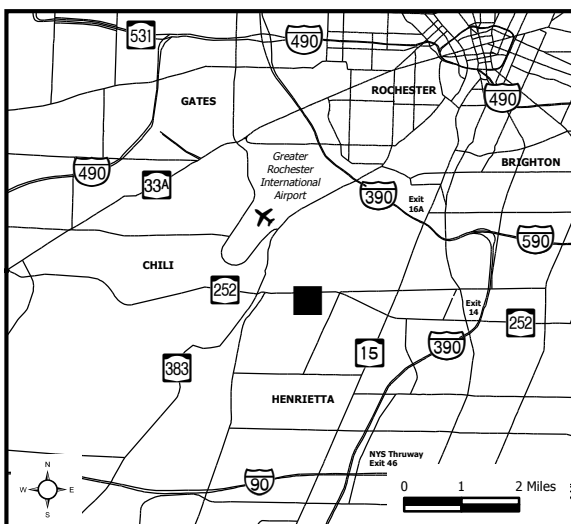 531
490
GATES
ROCHESTER
490
BRIGHTON
490
33A
Greater
Rochester
International
Airport
390
Exit
16A
590
CHILI
252
Exit
14
252
15
390
383
HENRIETTA
NYS Thruway
Exit 46
90
N
W
E
S
0 1 2 Miles